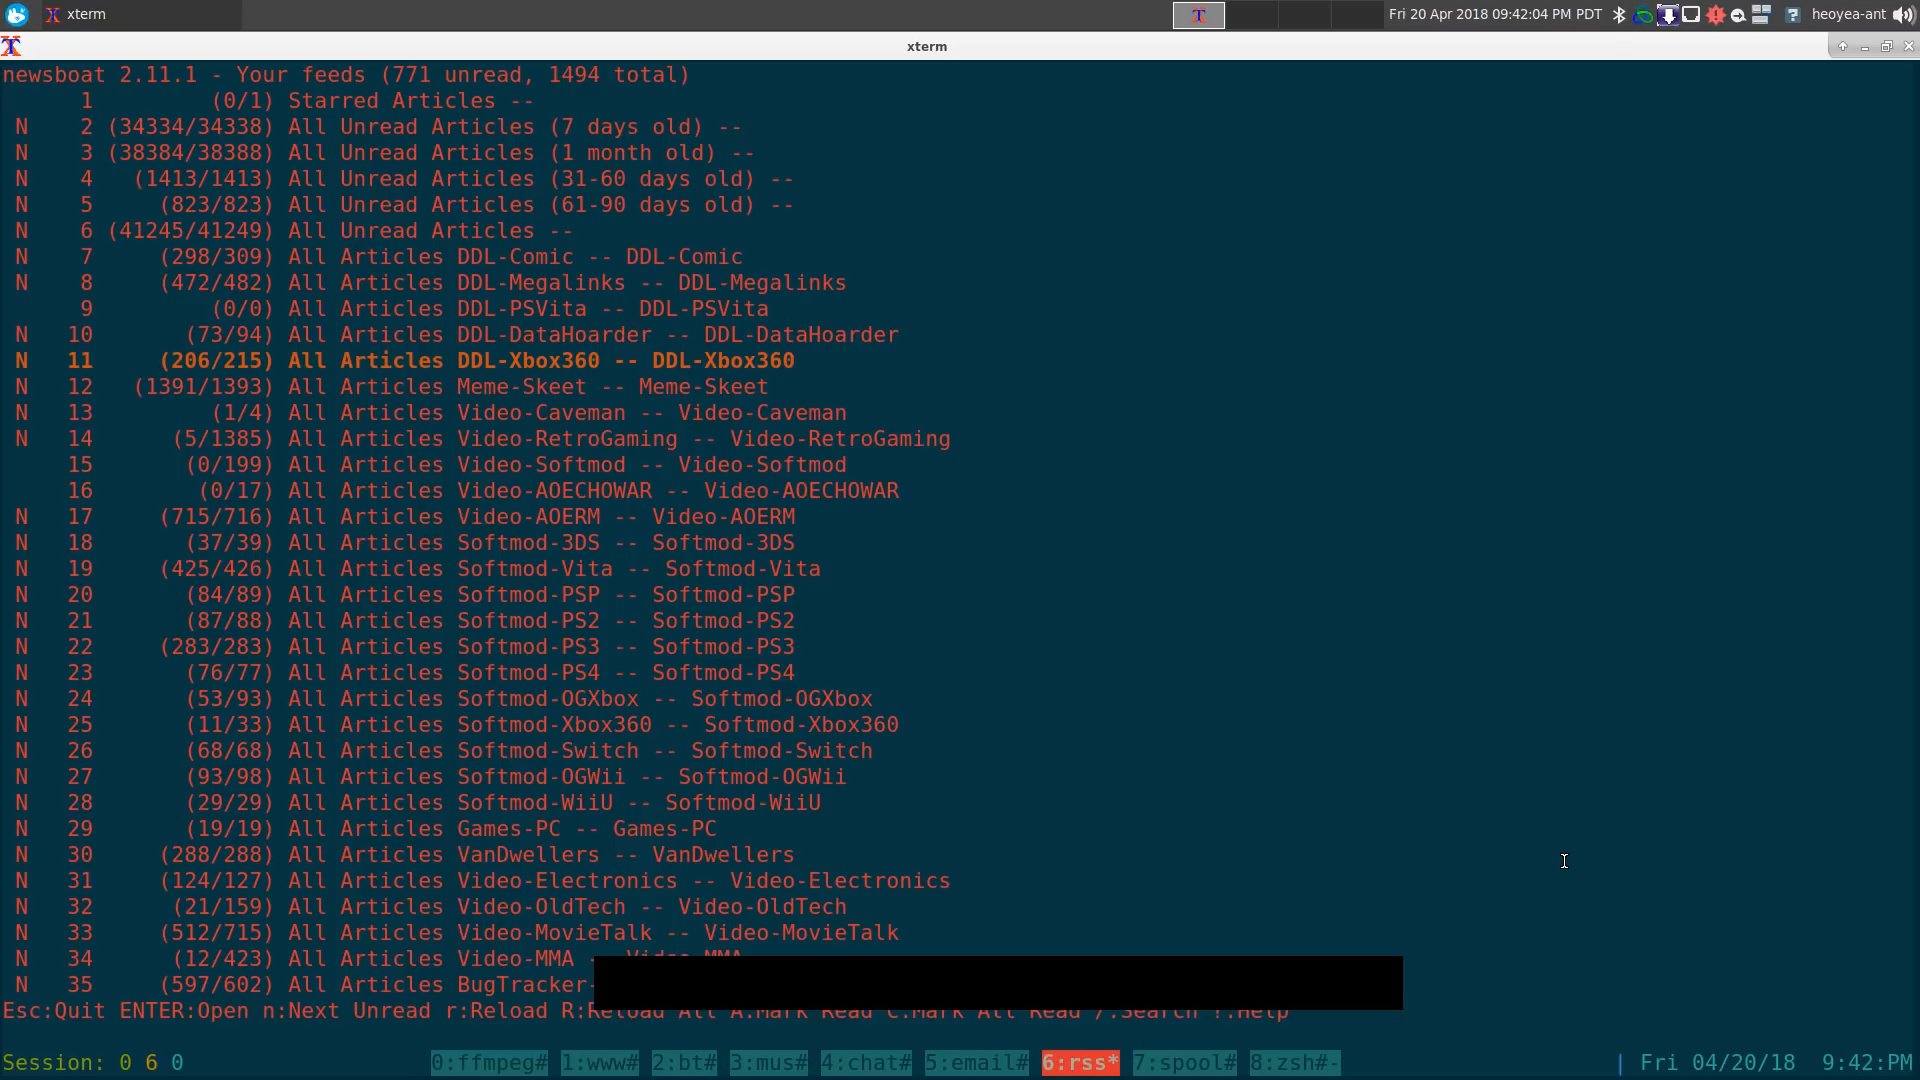 xterm
Fri 20 Apr 2018 09:42:04 PM PDT
heoyea-ant
xterm
newsboat 2.11.1 - Your feeds (771 unread, 1494 total)
1 (0/1) Starred Articles --
N 2 (34334/34338) All Unread Articles (7 days old) --
N 3 (38384/38388) All Unread Articles (1 month old) --
N 4 (1413/1413) All Unread Articles (31-60 days old) --
N 5 (823/823) All Unread Articles (61-90 days old) --
N 6 (41245/41249) All Unread Articles --
N 7 (298/309) All Articles DDL-Comic -- DDL-Comic
N 8 (472/482) All Articles DDL-Megalinks -- DDL-Megalinks
9 (0/0) All Articles DDL-PSVita -- DDL-PSVita
N 10 (73/94) All Articles DDL-DataHoarder -- DDL-DataHoarder
N 11 (206/215) All Articles DDL-Xbox360 -- DDL-Xbox360
N 12 (1391/1393) All Articles Meme-Skeet -- Meme-Skeet
N 13 (1/4) All Articles Video-Caveman -- Video-Caveman
N 14 (5/1385) All Articles Video-RetroGaming -- Video-RetroGaming
15 (0/199) All Articles Video-Softmod -- Video-Softmod
16 (0/17) All Articles Video-AOECHOWAR -- Video-AOECHOWAR
N 17 (715/716) All Articles Video-AOERM -- Video-AOERM
N 18 (37/39) All Articles Softmod-3DS -- Softmod-3DS
N 19 (425/426) All Articles Softmod-Vita -- Softmod-Vita
N 20 (84/89) All Articles Softmod-PSP -- Softmod-PSP
N 21 (87/88) All Articles Softmod-PS2 -- Softmod-PS2
N 22 (283/283) All Articles Softmod-PS3 -- Softmod-PS3
N 23 (76/77) All Articles Softmod-PS4 -- Softmod-PS4
N 24 (53/93) All Articles Softmod-OGXbox -- Softmod-OGXbox
N 25 (11/33) All Articles Softmod-Xbox360 -- Softmod-Xbox360
N 26 (68/68) All Articles Softmod-Switch -- Softmod-Switch
N 27 (93/98) All Articles Softmod-OGWii -- Softmod-OGWii
N 28 (29/29) All Articles Softmod-WiiU -- Softmod-WiiU
N 29 (19/19) All Articles Games-PC -- Games-PC
N 30 (288/288) All Articles VanDwellers -- VanDwellers
N 31 (124/127) All Articles Video-Electronics -- Video-Electronics
N 32 (21/159) All Articles Video-OldTech -- Video-OldTech
N 33 (512/715) All Articles Video-MovieTalk -- Video-MovieTalk
N 34 (12/423) All Articles Video-MMA - Video-MMA
N 35 (597/602) All Articles BugTracker-
Esc:Quit ENTER:Open n:Next Unread r:Reload R:Reload All A:Mark Read C:Mark All Read /:Search ?:Help
Session: 0 6 0 0:ffmpeg# 1:www# 2:bt# 3:mus# 4:chat# 5:email# 6:rss* 7:spool# 8:zsh#- | Fri 04/20/18 9:42:PM